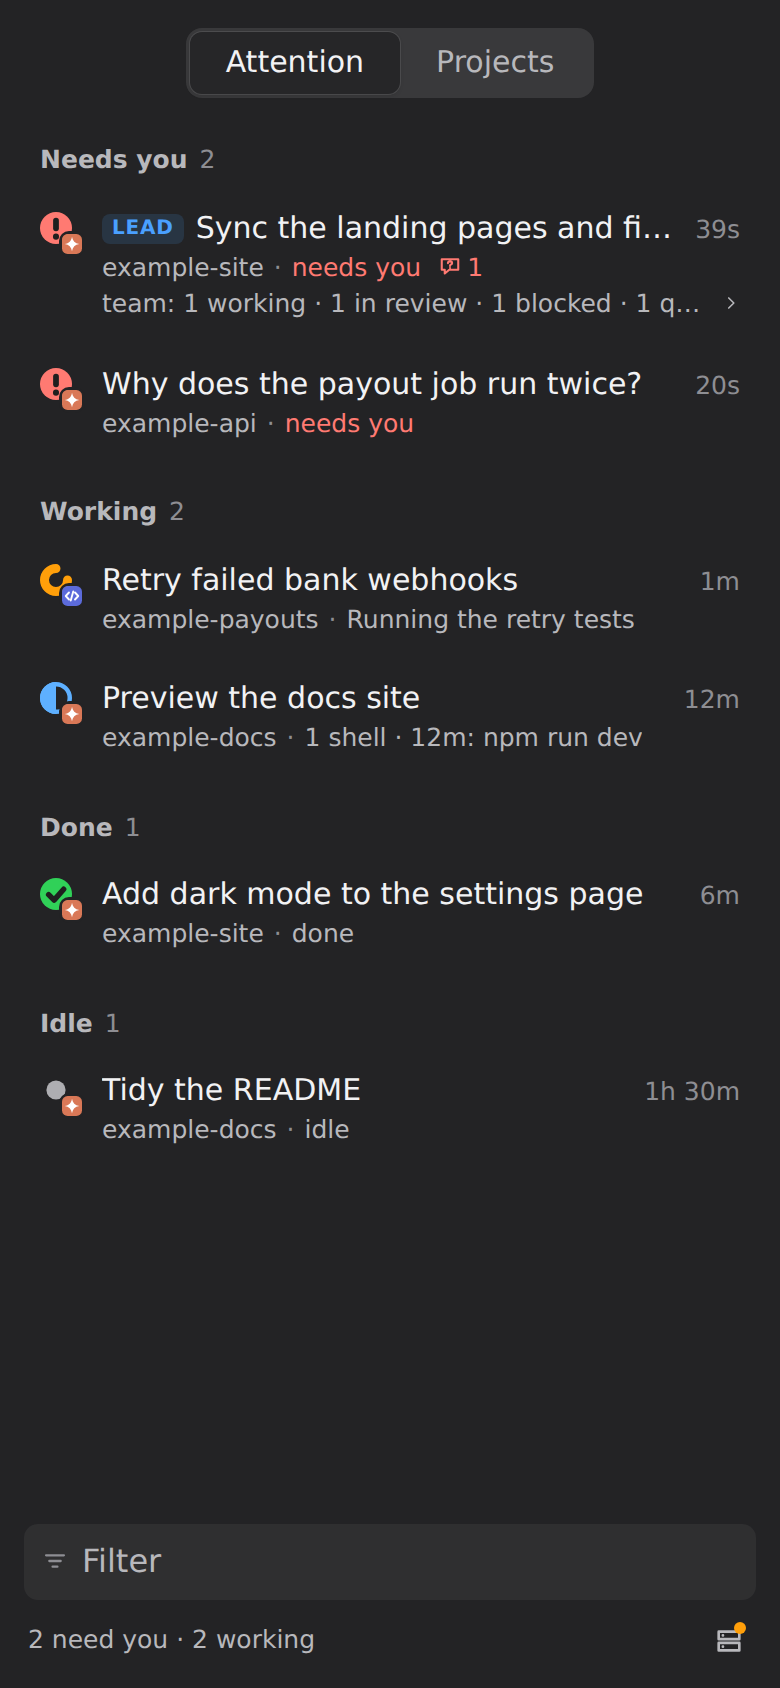 Attention Projects
Needs you 2
LEAD Sync the landing pages and fi… 39s
example-site · needs you 1
team: 1 working · 1 in review · 1 blocked · 1 q…
Why does the payout job run twice? 20s
example-api · needs you
Working 2
Retry failed bank webhooks 1m
example-payouts · Running the retry tests
Preview the docs site 12m
example-docs · 1 shell · 12m: npm run dev
Done 1
Add dark mode to the settings page 6m
example-site · done
Idle 1
Tidy the README 1h 30m
example-docs · idle
Filter
2 need you · 2 working